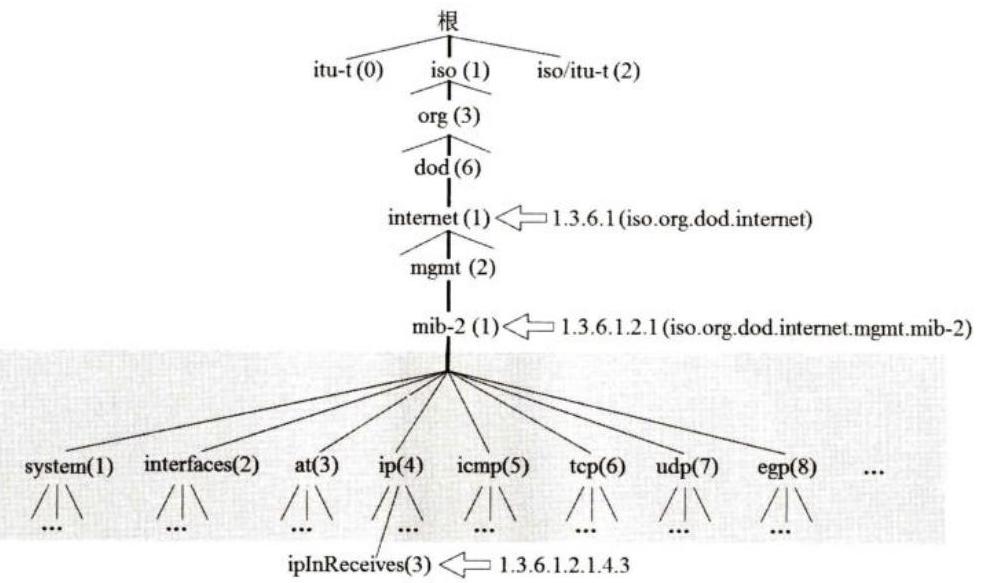 根
itu-t (0) iso (1) iso/itu-t (2)
org (3)
dod (6)
internet (1) 1.3.6.1 (iso.org.dod.internet)
mgmt (2)
mib-2 (1) 1.3.6.1.2.1 (iso.org.dod.internet.mgmt.mib-2)
system(1) interfaces(2) at(3) ip(4) icmp(5) tcp(6) udp(7) egp(8) ...
... ... ... ... ... ... ... ...
ipInReceives(3) 1.3.6.1.2.1.4.3